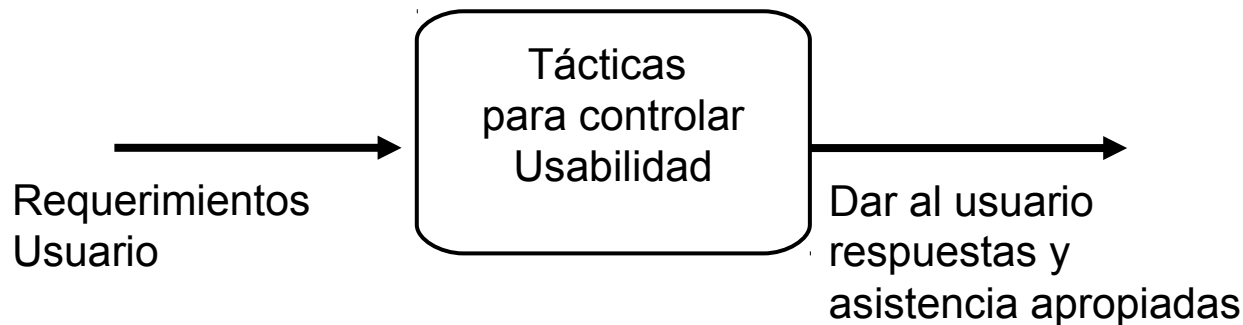 Tácticas
para controlar
Usabilidad
Requerimientos
Usuario
Dar al usuario
respuestas y
asistencia apropiadas